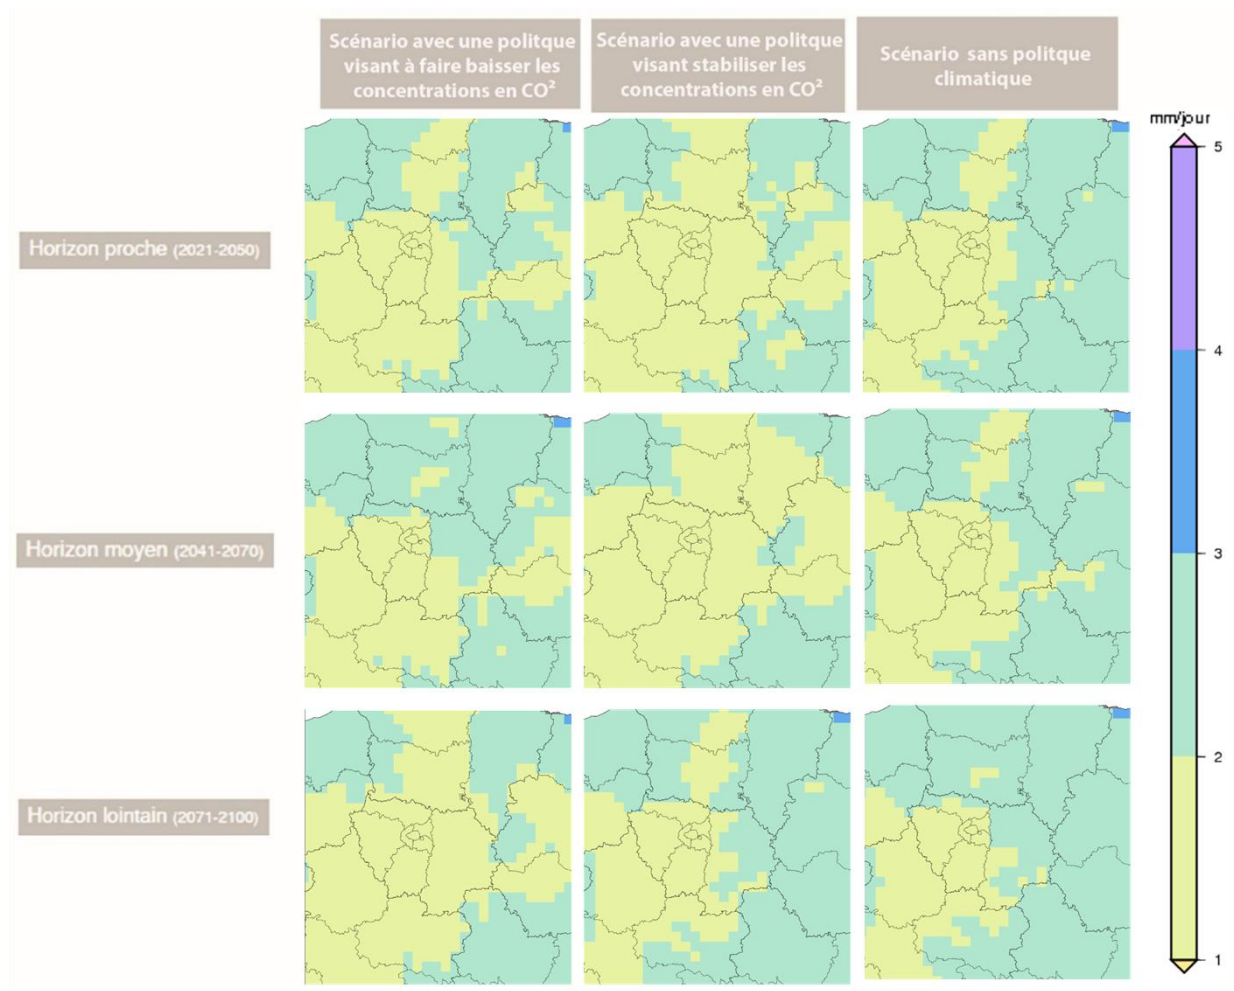 Scénario avec une politque
visant à faire baisser les
concentrations en CO²
Scénario avec une politque
visant stabiliser les
concentrations en CO²
Scénario sans politque
climatique
mm/jour
5
4
3
2
1
Horizon proche (2021-2050)
Horizon moyen (2041-2070)
Horizon lointain (2071-2100)